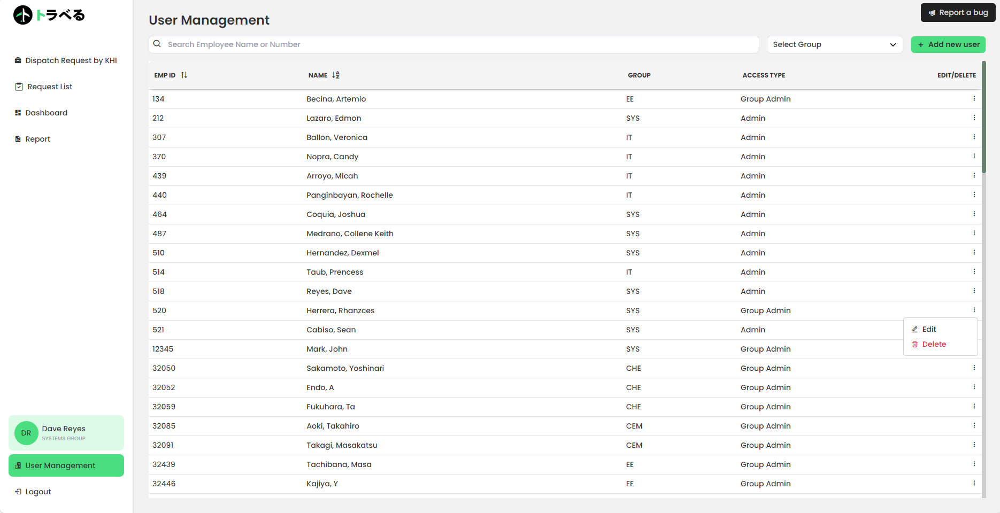 トラベる
User Management
Report a bug
Search Employee Name or Number
Select Group
+ Add new user
Dispatch Request by KHI
Request List
Dashboard
Report
EMP ID NAME GROUP ACCESS TYPE EDIT/DELETE
134 Becina, Artemio EE Group Admin
212 Lazaro, Edmon SYS Admin
307 Ballon, Veronica IT Admin
370 Nopra, Candy IT Admin
439 Arroyo, Micah IT Admin
440 Panginbayan, Rochelle IT Admin
464 Coquia, Joshua SYS Admin
487 Medrano, Collene Keith SYS Admin
510 Hernandez, Dexmel SYS Admin
514 Taub, Prencess IT Admin
518 Reyes, Dave SYS Admin
520 Herrera, Rhanzces SYS Group Admin
521 Cabiso, Sean SYS Admin
Edit
Delete
12345 Mark, John SYS Group Admin
32050 Sakamoto, Yoshinari CHE Group Admin
32052 Endo, A CHE Group Admin
32059 Fukuhara, Ta CHE Group Admin
32085 Aoki, Takahiro CEM Group Admin
32091 Takagi, Masakatsu CEM Group Admin
32439 Tachibana, Masa EE Group Admin
32446 Kajiya, Y EE Group Admin
DR
Dave Reyes
SYSTEMS GROUP
User Management
Logout